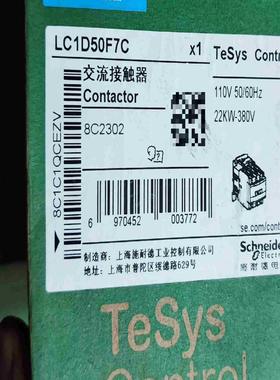 LC1D50F7C x1
交流接触器
Contactor
8C2302
TeSys Control
110V 50/60Hz
22KW-380V
8C1C1QCEZV
6 970452 003772
se.com/cont
Schneider
Electric
制造商: 上海施耐德工业控制有限公司
地址: 上海市普陀区绥德路629号
TeSys
Control